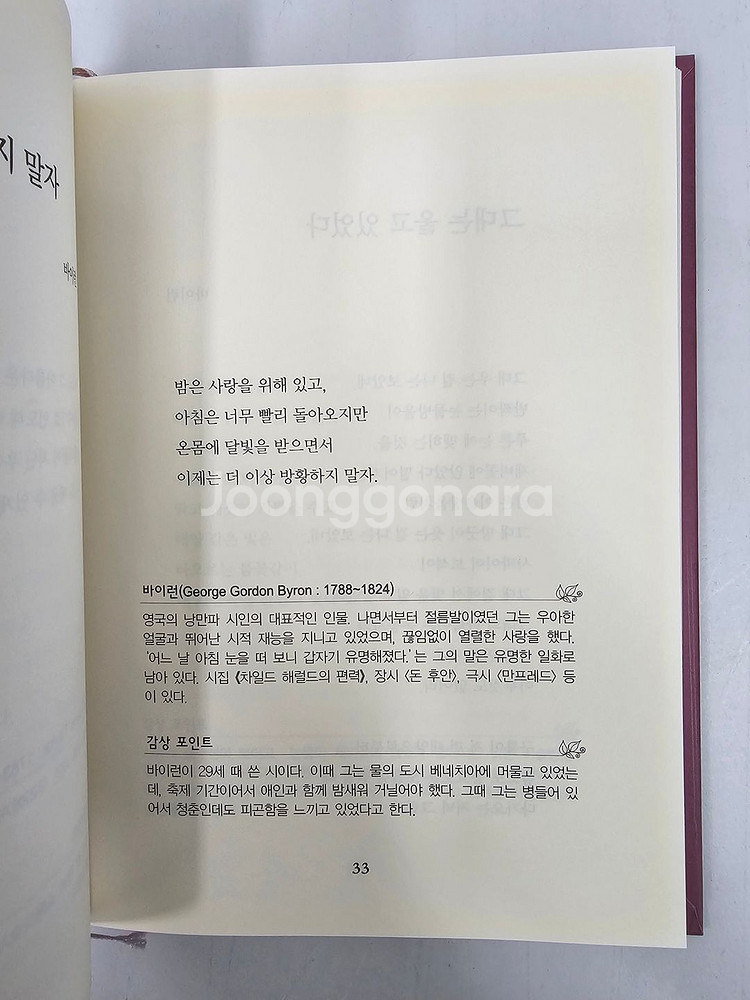 지 말자
바이런
밤은 사랑을 위해 있고,
아침은 너무 빨리 돌아오지만
온몸에 달빛을 받으면서
이제는 더 이상 방황하지 말자.
Joonggonara
바이런(George Gordon Byron : 1788~1824)
영국의 낭만파 시인의 대표적인 인물. 나면서부터 절름발이였던 그는 우아한
얼굴과 뛰어난 시적 재능을 지니고 있었으며, 끊임없이 열렬한 사랑을 했다.
‘어느 날 아침 눈을 떠 보니 갑자기 유명해졌다.’는 그의 말은 유명한 일화로
남아 있다. 시집 《차일드 해럴드의 편력》, 장시 〈돈 후안〉, 극시 〈만프레드〉 등
이 있다.
감상 포인트
바이런이 29세 때 쓴 시이다. 이때 그는 물의 도시 베네치아에 머물고 있었는
데, 축제 기간이어서 애인과 함께 밤새워 거닐어야 했다. 그때 그는 병들어 있
어서 청춘인데도 피곤함을 느끼고 있었다고 한다.
33